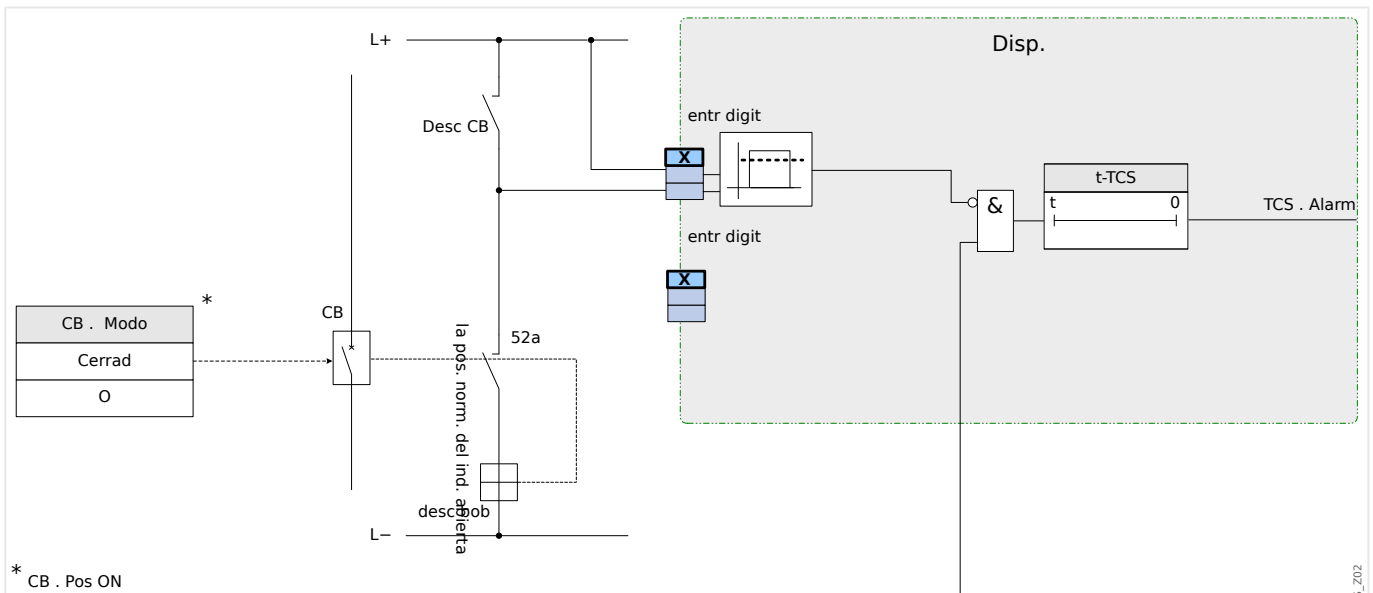 L+
Disp.
entr digit
Desc CB
X
t-TCS
t 0
&
TCS . Alarm
entr digit
X
*
CB . Modo
Cerrad
O
CB
52a
la pos. norm. del ind. abierta
desc bob
L−
* CB . Pos ON
_Z02